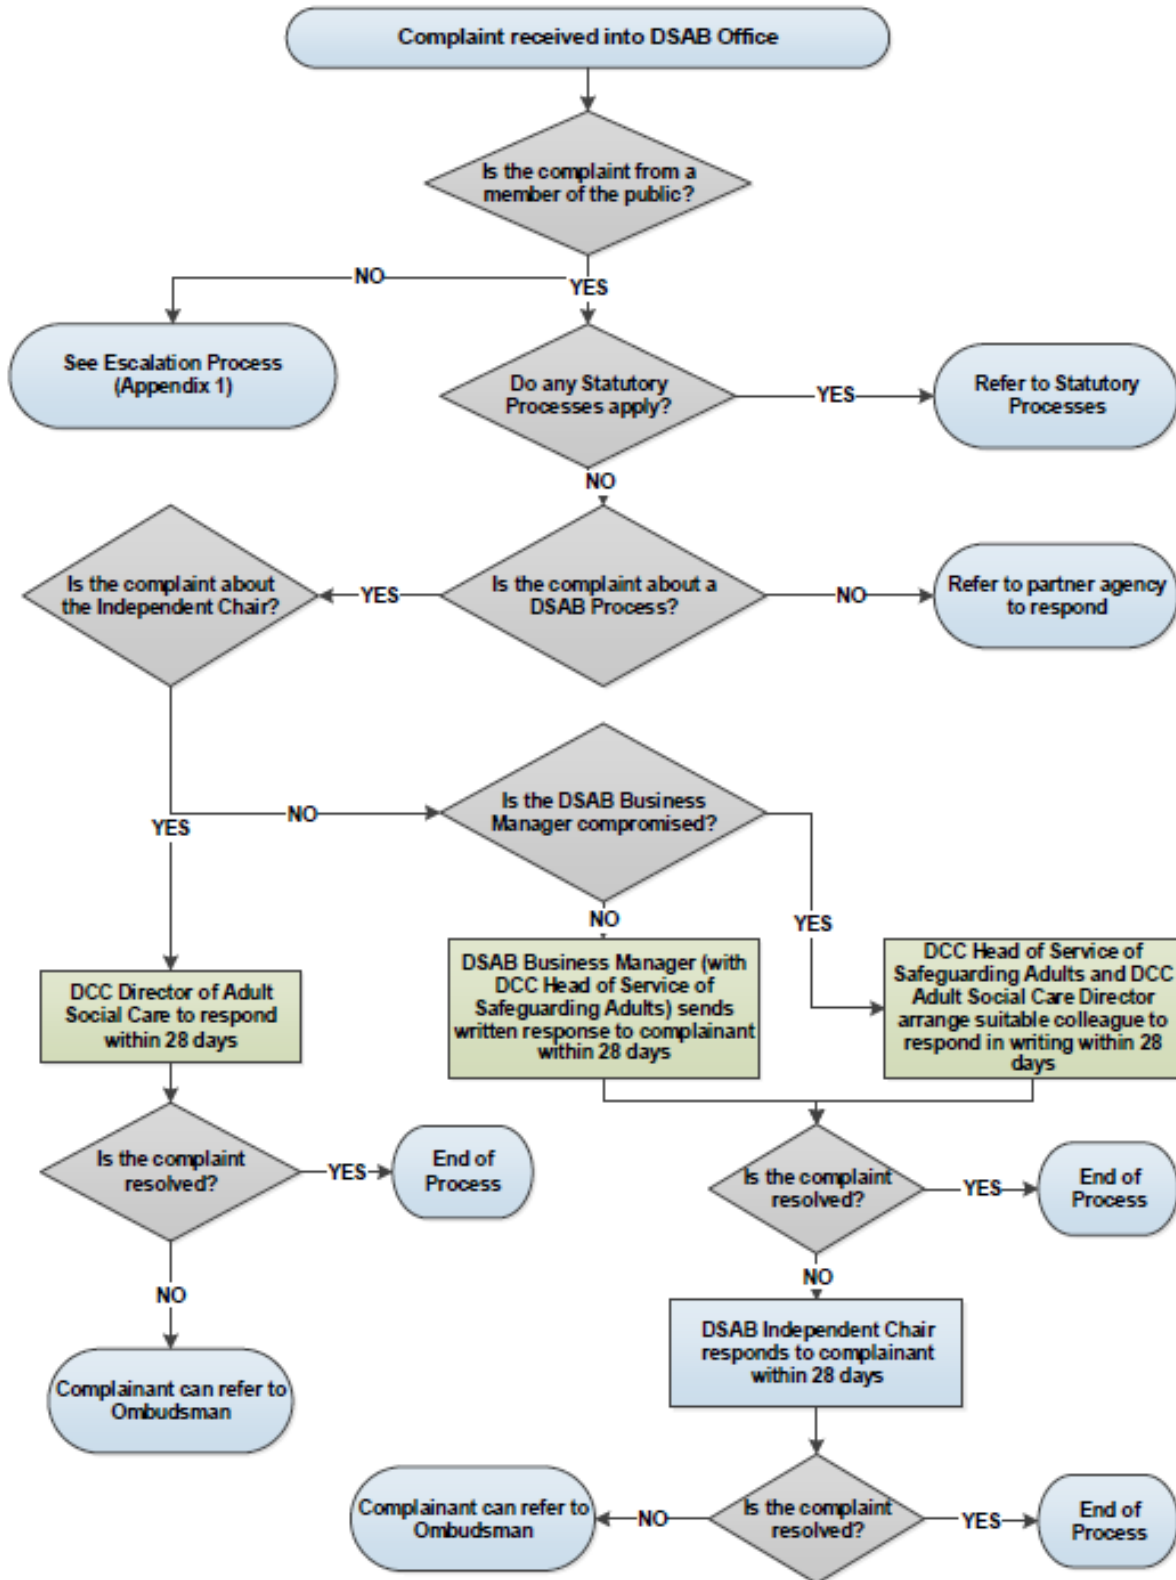 Complaint received into DSAB Office
Is the complaint from a
member of the public?
NO
YES
See Escalation Process
(Appendix 1)
Do any Statutory
Processes apply?
YES
Refer to Statutory
Processes
NO
Is the complaint about
the Independent Chair?
YES
Is the complaint about a
DSAB Process?
NO
Refer to partner agency
to respond
Is the DSAB Business
Manager compromised?
NO
YES
NO
YES
DCC Director of Adult
Social Care to respond
within 28 days
DSAB Business Manager (with
DCC Head of Service of
Safeguarding Adults) sends
written response to complainant
within 28 days
DCC Head of Service of
Safeguarding Adults and DCC
Adult Social Care Director
arrange suitable colleague to
respond in writing within 28
days
Is the complaint
resolved?
YES
End of
Process
Is the complaint
resolved?
YES
End of
Process
NO
NO
DSAB Independent Chair
responds to complainant
within 28 days
Complainant can refer to
Ombudsman
Complainant can refer to
Ombudsman
NO
Is the complaint
resolved?
YES
End of
Process